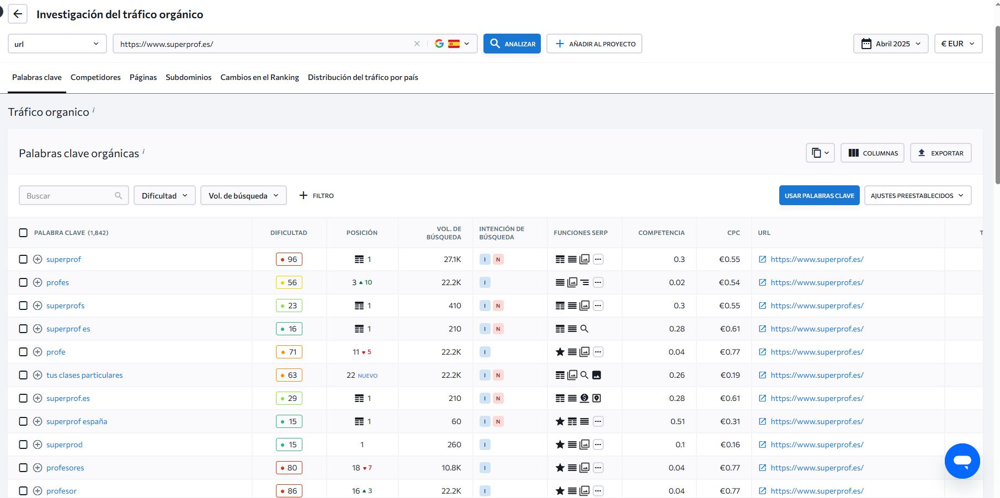 Investigación del tráfico orgánico
url https://www.superprof.es/ ANALIZAR AÑADIR AL PROYECTO Abril 2025 € EUR
Palabras clave Competidores Páginas Subdominios Cambios en el Ranking Distribución del tráfico por país
Tráfico organico i
Palabras clave orgánicas i COLUMNAS EXPORTAR
Buscar Dificultad Vol. de búsqueda FILTRO USAR PALABRAS CLAVE AJUSTES PREESTABLECIDOS
PALABRA CLAVE (1,842) DIFICULTAD POSICIÓN VOL. DE BÚSQUEDA INTENCIÓN DE BÚSQUEDA FUNCIONES SERP COMPETENCIA CPC URL T
superprof 96 1 27.1K I N 0.3 €0.55 https://www.superprof.es/
profes 56 3 10 22.2K I 0.02 €0.54 https://www.superprof.es/
superprofs 23 1 410 I N 0.3 €0.55 https://www.superprof.es/
superprof es 16 1 210 I N 0.28 €0.61 https://www.superprof.es/
profe 71 11 5 22.2K I 0.04 €0.77 https://www.superprof.es/
tus clases particulares 63 22 NUEVO 22.2K I N 0.26 €0.19 https://www.superprof.es/
superprof.es 29 1 210 I N 0.28 €0.61 https://www.superprof.es/
superprof españa 15 1 60 I N 0.51 €0.31 https://www.superprof.es/
superprod 15 1 260 I 0.1 €0.16 https://www.superprof.es/
profesores 80 18 7 10.8K I 0.04 €0.77 https://www.superprof.es/
profesor 86 16 3 22.2K I 0.04 €0.77 https://www.superprof.es/